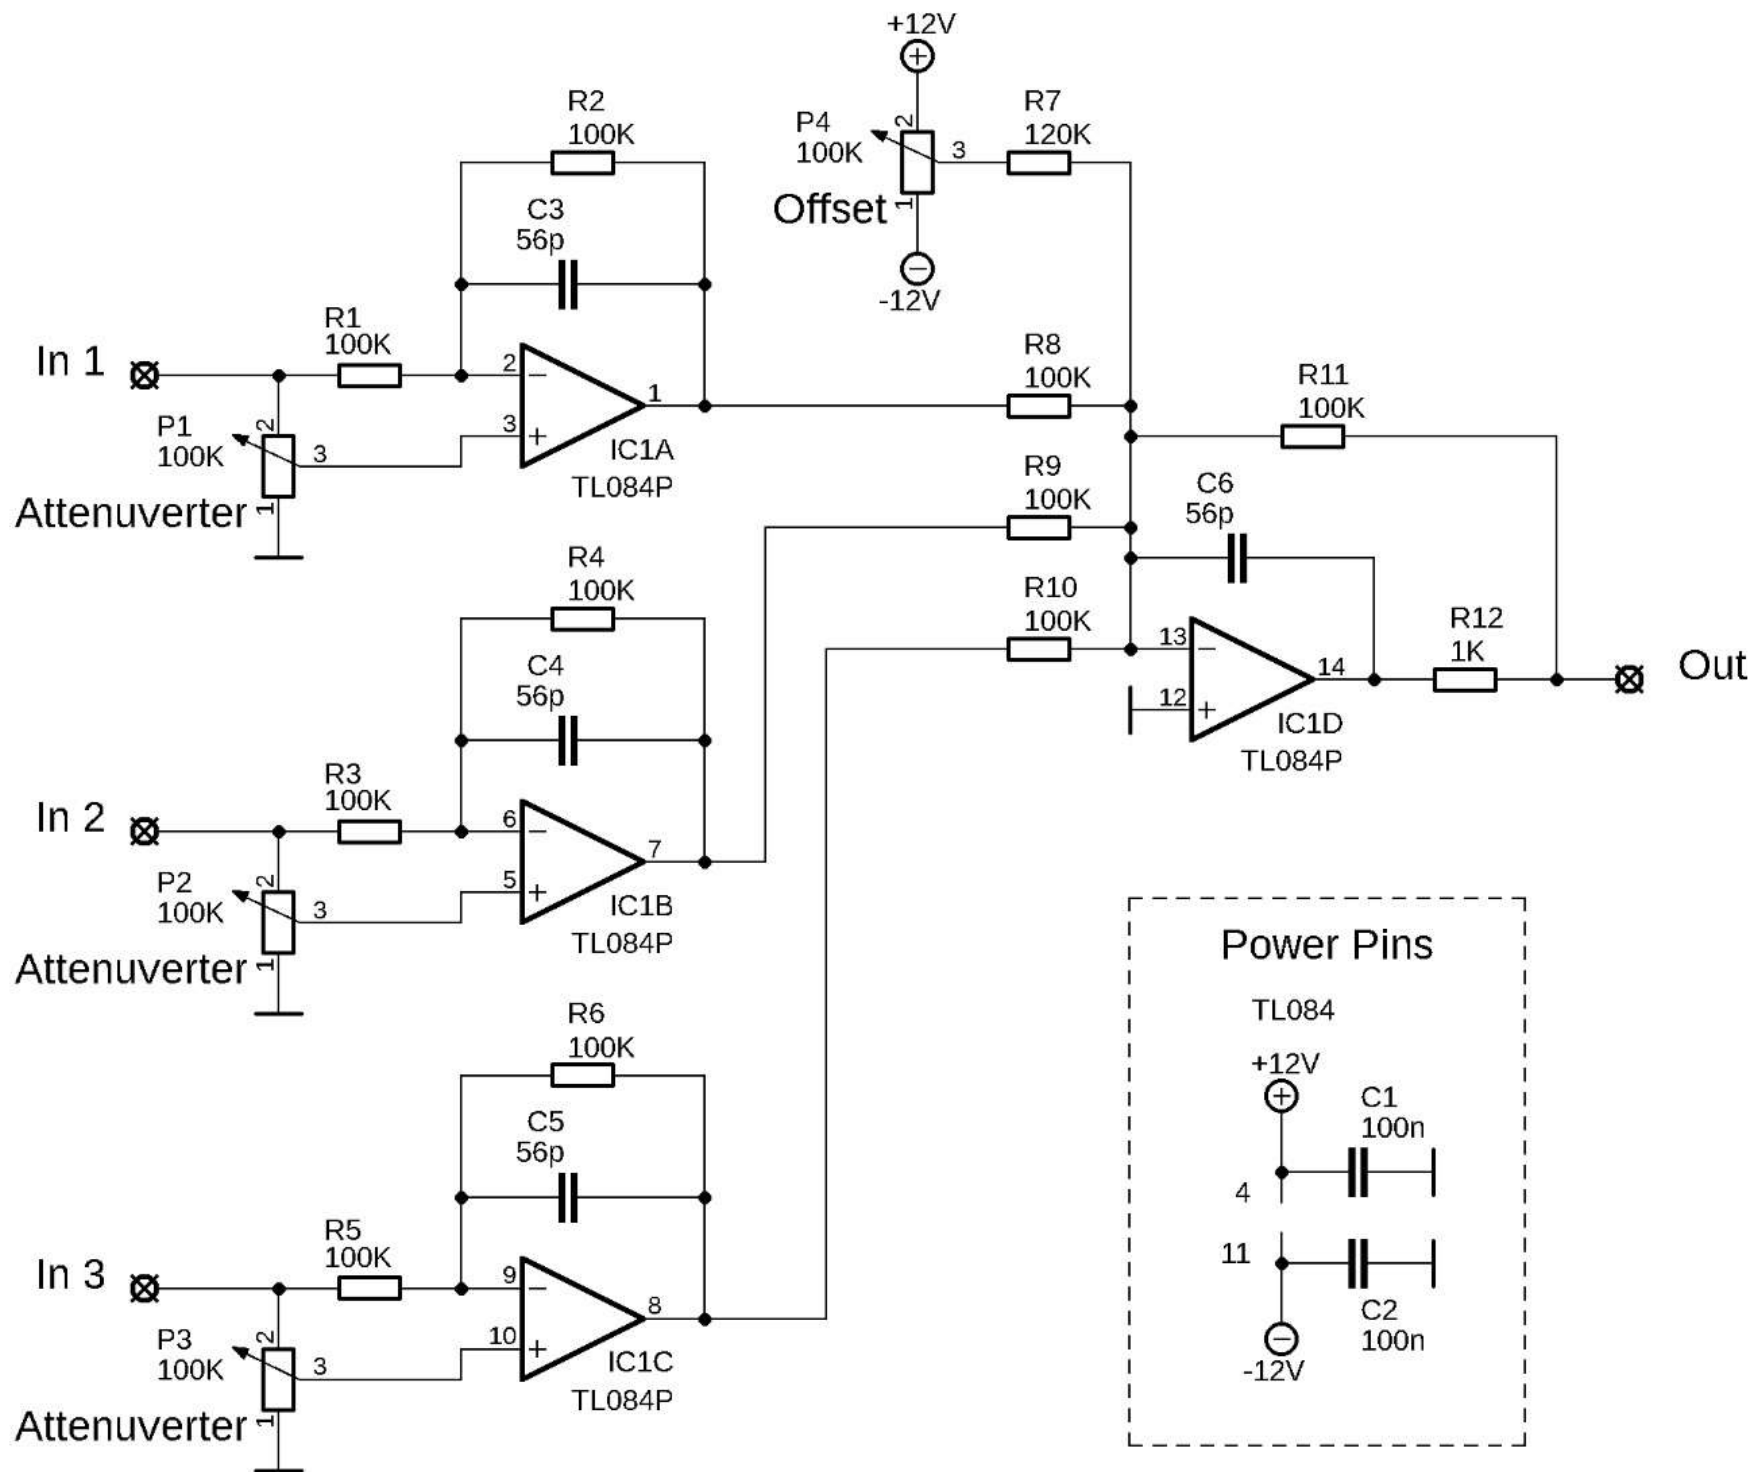 +12V
P4
100K
2
3
1
Offset
-12V
R7
120K
R2
100K
C3
56p
In 1
R1
100K
P1
100K
2
3
1
Attenuverter
2
3
1
−
+
IC1A
TL084P
R8
100K
R9
100K
R10
100K
R11
100K
C6
56p
13
12
14
−
+
IC1D
TL084P
R12
1K
Out
R4
100K
C4
56p
In 2
R3
100K
P2
100K
2
3
1
Attenuverter
6
5
7
−
+
IC1B
TL084P
R6
100K
C5
56p
In 3
R5
100K
P3
100K
2
3
1
Attenuverter
9
10
8
−
+
IC1C
TL084P
Power Pins
TL084
+12V
C1
100n
4
11
C2
100n
-12V